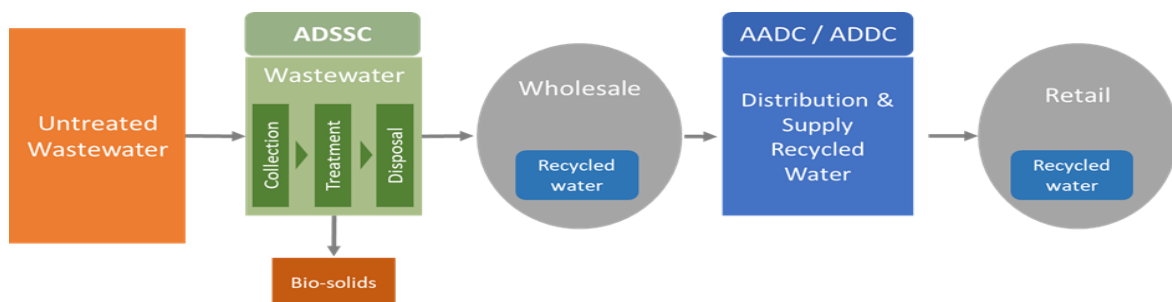 Untreated
Wastewater
ADSSC
Wastewater
Collection
Treatment
Disposal
Bio-solids
Wholesale
Recycled
water
AADC / ADDC
Distribution &
Supply
Recycled
Water
Retail
Recycled
water